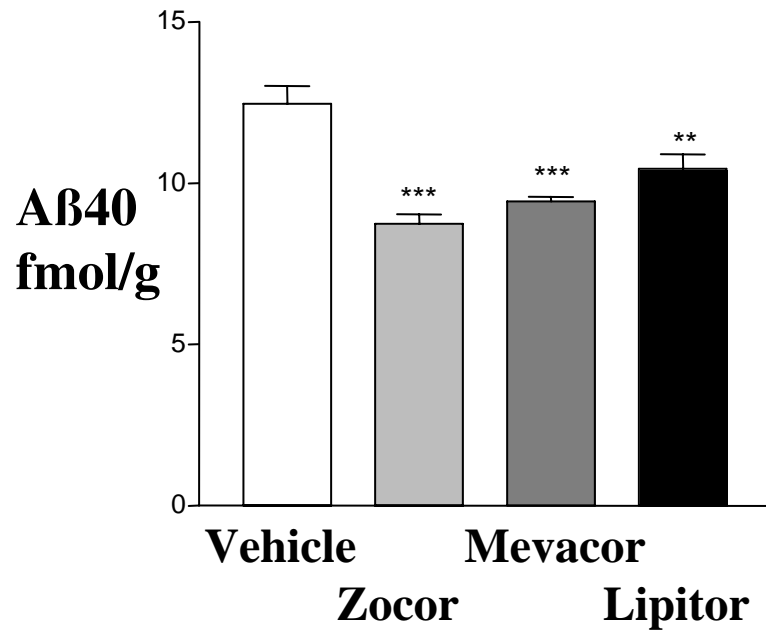 15
10
5
0
Aß40
fmol/g
***
***
**
Vehicle
Mevacor
Zocor
Lipitor